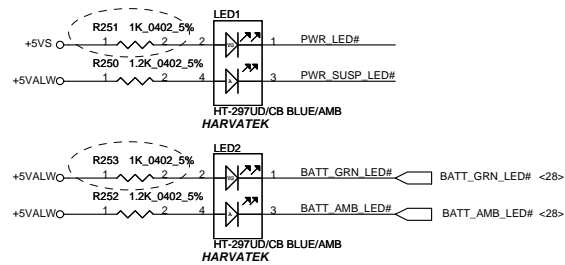 LED1
R251 1K_0402_5%
+5VS 1 2 2 1 PWR_LED#
R250 1.2K_0402_5%
+5VALW 1 2 4 3 PWR_SUSP_LED#
HT-297UD/CB BLUE/AMB
HARVATEK
LED2
R253 1K_0402_5%
+5VALW 1 2 2 1 BATT_GRN_LED# BATT_GRN_LED# <28>
R252 1.2K_0402_5%
+5VALW 1 2 4 3 BATT_AMB_LED# BATT_AMB_LED# <28>
HT-297UD/CB BLUE/AMB
HARVATEK